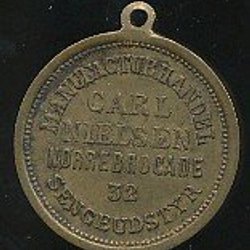 MANUFACTURHANDEL
CARL
NIELSEN
NØRREBROGADE
32
SENGEUDSTYR